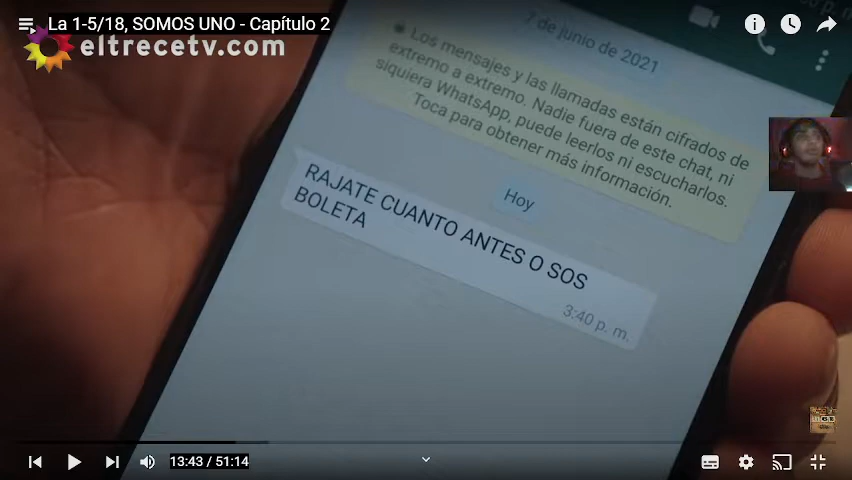 La 1-5/18, SOMOS UNO - Capítulo 2
eltrecetv.com
7 de junio de 2021
Los mensajes y las llamadas están cifrados de
extremo a extremo. Nadie fuera de este chat, ni
siquiera WhatsApp, puede leerlos ni escucharlos.
Toca para obtener más información.
Hoy
RAJATE CUANTO ANTES O SOS
BOLETA
3:40 p. m.
13:43 / 51:14